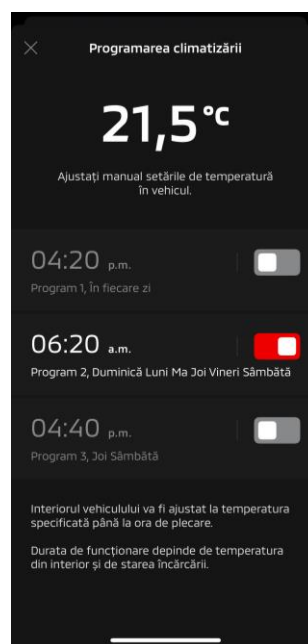 Programarea climatizării
21,5°C
Ajustați manual setările de temperatură
în vehicul.
04:20 p.m.
Program 1, În fiecare zi
06:20 a.m.
Program 2, Duminică Luni Ma Joi Vineri Sâmbătă
04:40 p.m.
Program 3, Joi Sâmbătă
Interiorul vehiculului va fi ajustat la temperatura
specificată până la ora de plecare.
Durata de funcționare depinde de temperatura
din interior și de starea încărcării.